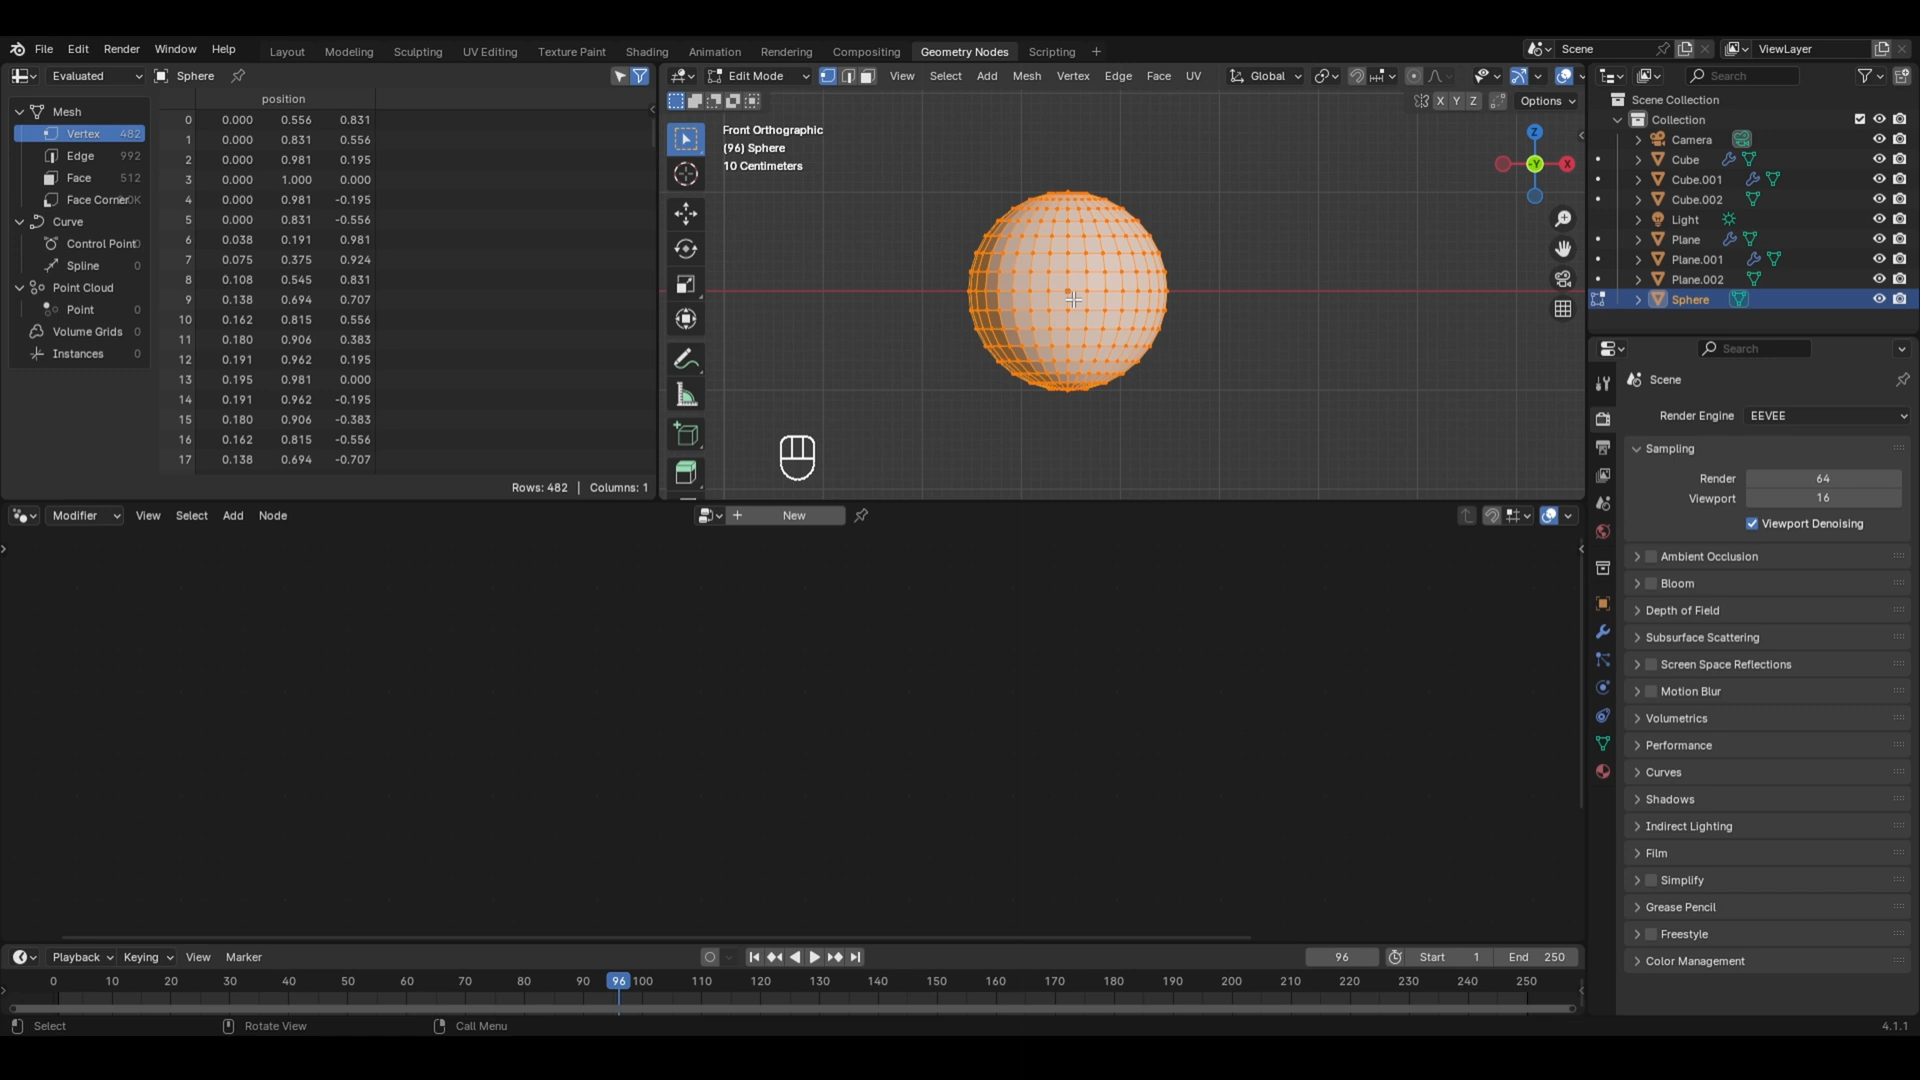 File Edit Render Window Help Layout Modeling Sculpting UV Editing Texture Paint Shading Animation Rendering Compositing Geometry Nodes Scripting + Scene ViewLayer
Evaluated Sphere
position
Mesh
Vertex 482
Edge 992
Face 512
Face Corner
Curve
Control Point 0
Spline 0
Point Cloud
Point 0
Volume Grids 0
Instances 0
0 0.000 0.556 0.831
1 0.000 0.831 0.556
2 0.000 0.981 0.195
3 0.000 1.000 0.000
4 0.000 0.981 -0.195
5 0.000 0.831 -0.556
6 0.038 0.191 0.981
7 0.075 0.375 0.924
8 0.108 0.545 0.831
9 0.138 0.694 0.707
10 0.162 0.815 0.556
11 0.180 0.906 0.383
12 0.191 0.962 0.195
13 0.195 0.981 0.000
14 0.191 0.962 -0.195
15 0.180 0.906 -0.383
16 0.162 0.815 -0.556
17 0.138 0.694 -0.707
Rows: 482 | Columns: 1
Edit Mode View Select Add Mesh Vertex Edge Face UV Global
X Y Z Options
Front Orthographic
(96) Sphere
10 Centimeters
Z
-Y X
Search
Scene Collection
Collection
Camera
Cube
Cube.001
Cube.002
Light
Plane
Plane.001
Plane.002
Sphere
Search
Scene
Render Engine EEVEE
Sampling
Render 64
Viewport 16
Viewport Denoising
Ambient Occlusion
Bloom
Depth of Field
Subsurface Scattering
Screen Space Reflections
Motion Blur
Volumetrics
Performance
Curves
Shadows
Indirect Lighting
Film
Simplify
Grease Pencil
Freestyle
Color Management
Modifier View Select Add Node + New
Playback Keying View Marker 96 Start 1 End 250
0 10 20 30 40 50 60 70 80 90 96 100 110 120 130 140 150 160 170 180 190 200 210 220 230 240 250
Select Rotate View Call Menu 4.1.1